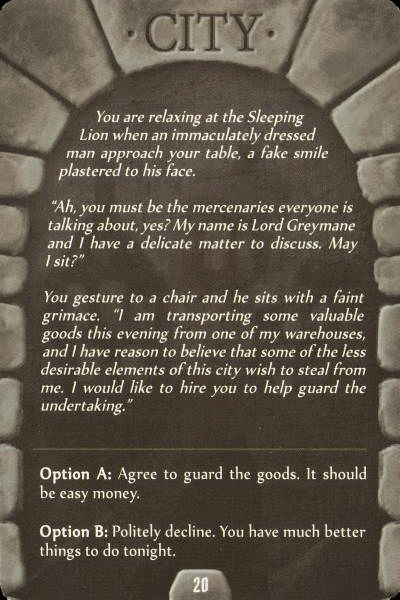 ·CITY·
You are relaxing at the Sleeping
Lion when an immaculately dressed
man approach your table, a fake smile
plastered to his face.
"Ah, you must be the mercenaries everyone is
talking about, yes? My name is Lord Greymane
and I have a delicate matter to discuss. May
I sit?"
You gesture to a chair and he sits with a faint
grimace. "I am transporting some valuable
goods this evening from one of my warehouses,
and I have reason to believe that some of the less
desirable elements of this city wish to steal from
me. I would like to hire you to help guard the
undertaking."
Option A: Agree to guard the goods. It should
be easy money.
Option B: Politely decline. You have much better
things to do tonight.
20